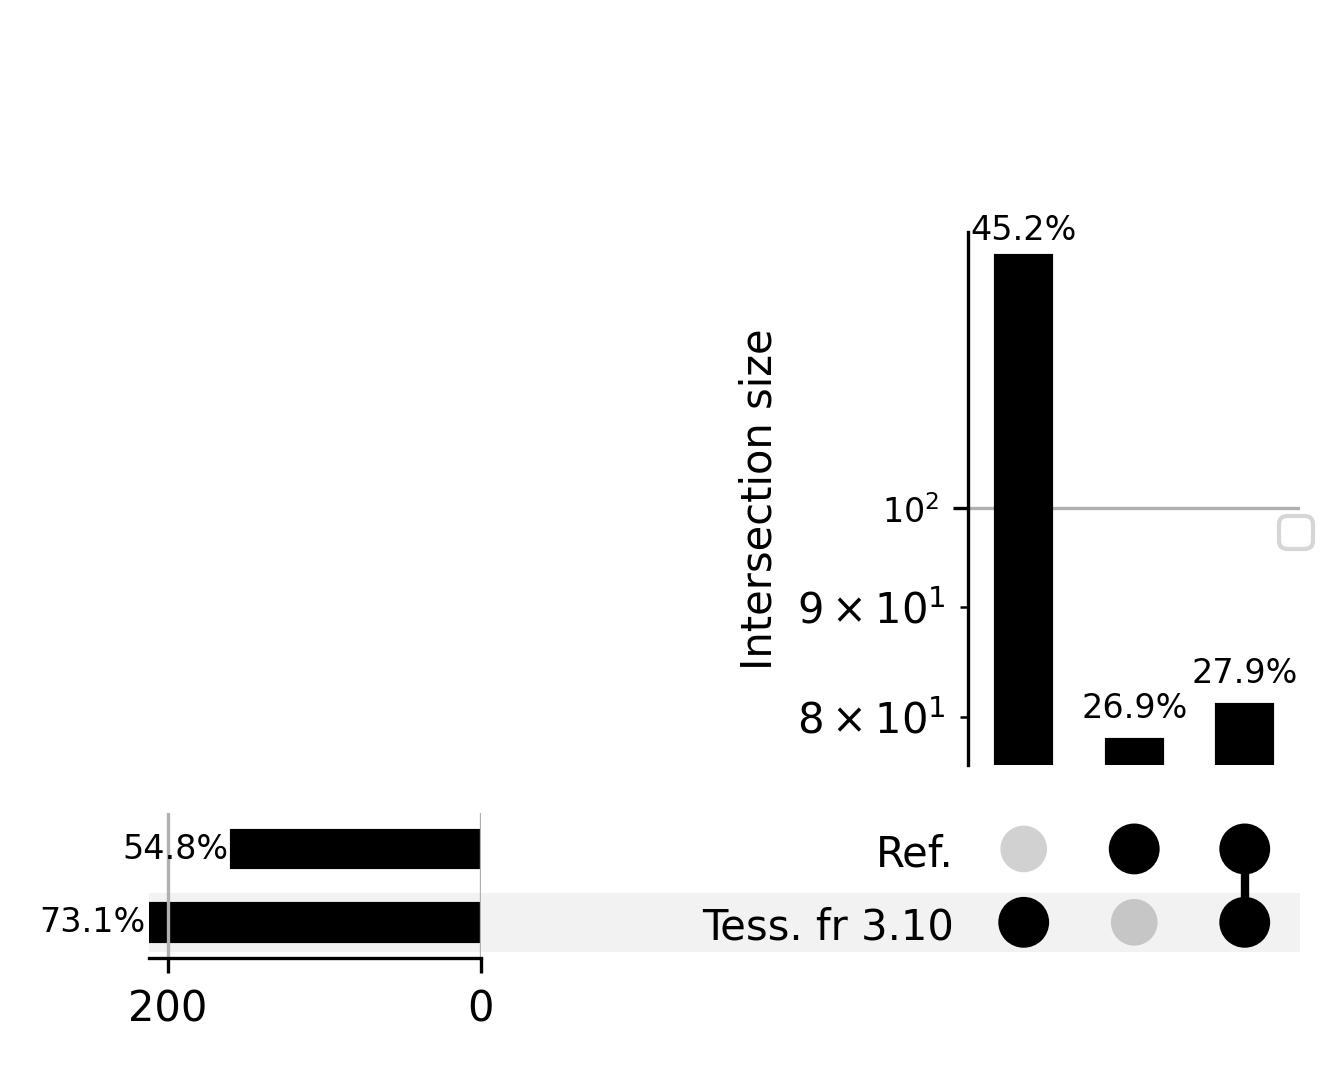 45.2%
Intersection size
10²
9 × 10¹
8 × 10¹
27.9%
26.9%
54.8%
Ref.
73.1%
Tess. fr 3.10
200
0